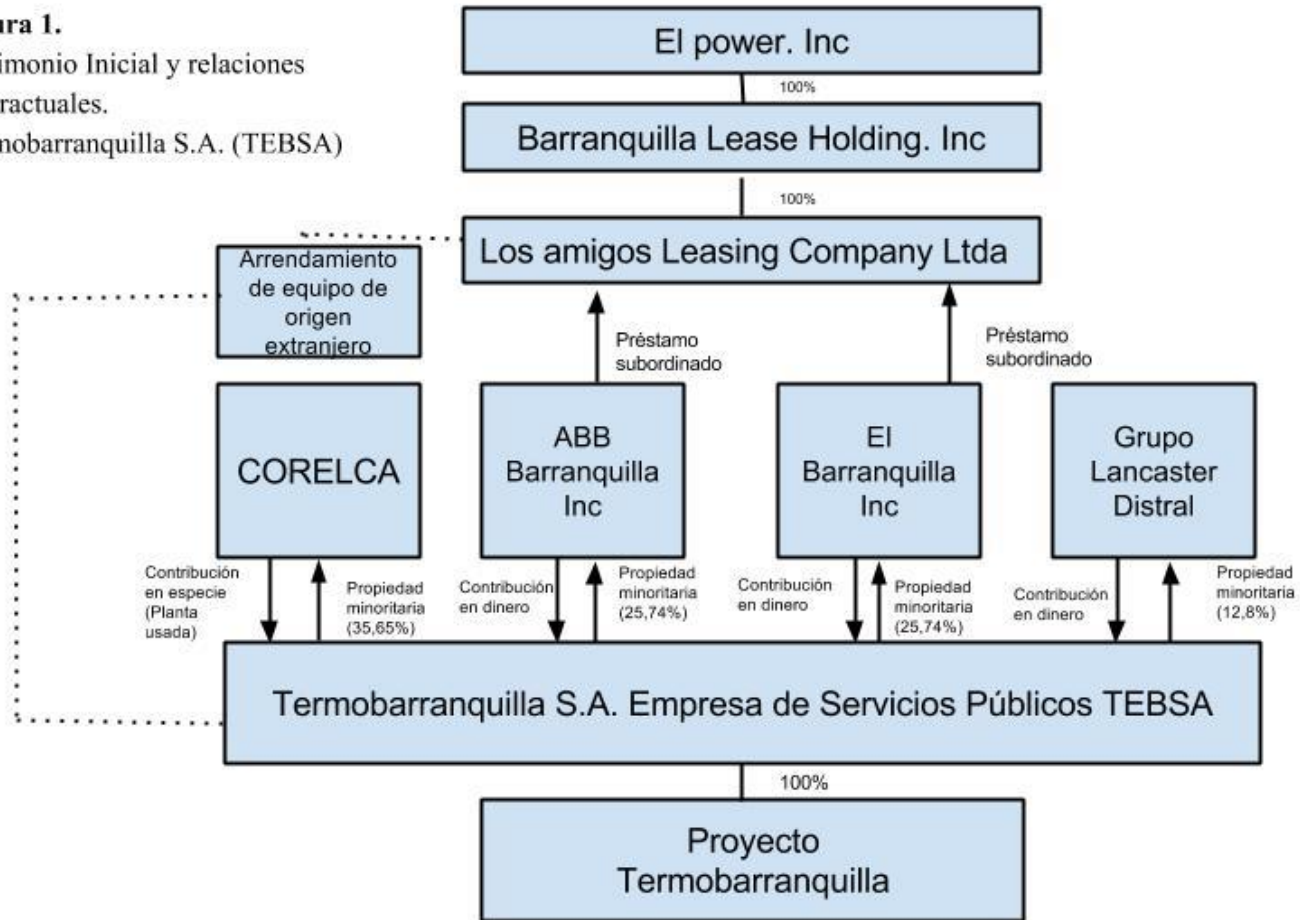 ura 1.
imonio Inicial y relaciones
ractuales.
mobarranquilla S.A. (TEBSA)
El power. Inc
100%
Barranquilla Lease Holding. Inc
100%
Los amigos Leasing Company Ltda
Arrendamiento
de equipo de
origen
extranjero
Préstamo
subordinado
Préstamo
subordinado
CORELCA
ABB
Barranquilla
Inc
El
Barranquilla
Inc
Grupo
Lancaster
Distral
Contribución
en especie
(Planta
usada)
Propiedad
minoritaria
(35,65%)
Contribución
en dinero
Propiedad
minoritaria
(25,74%)
Contribución
en dinero
Propiedad
minoritaria
(25,74%)
Contribución
en dinero
Propiedad
minoritaria
(12,8%)
Termobarranquilla S.A. Empresa de Servicios Públicos TEBSA
100%
Proyecto
Termobarranquilla